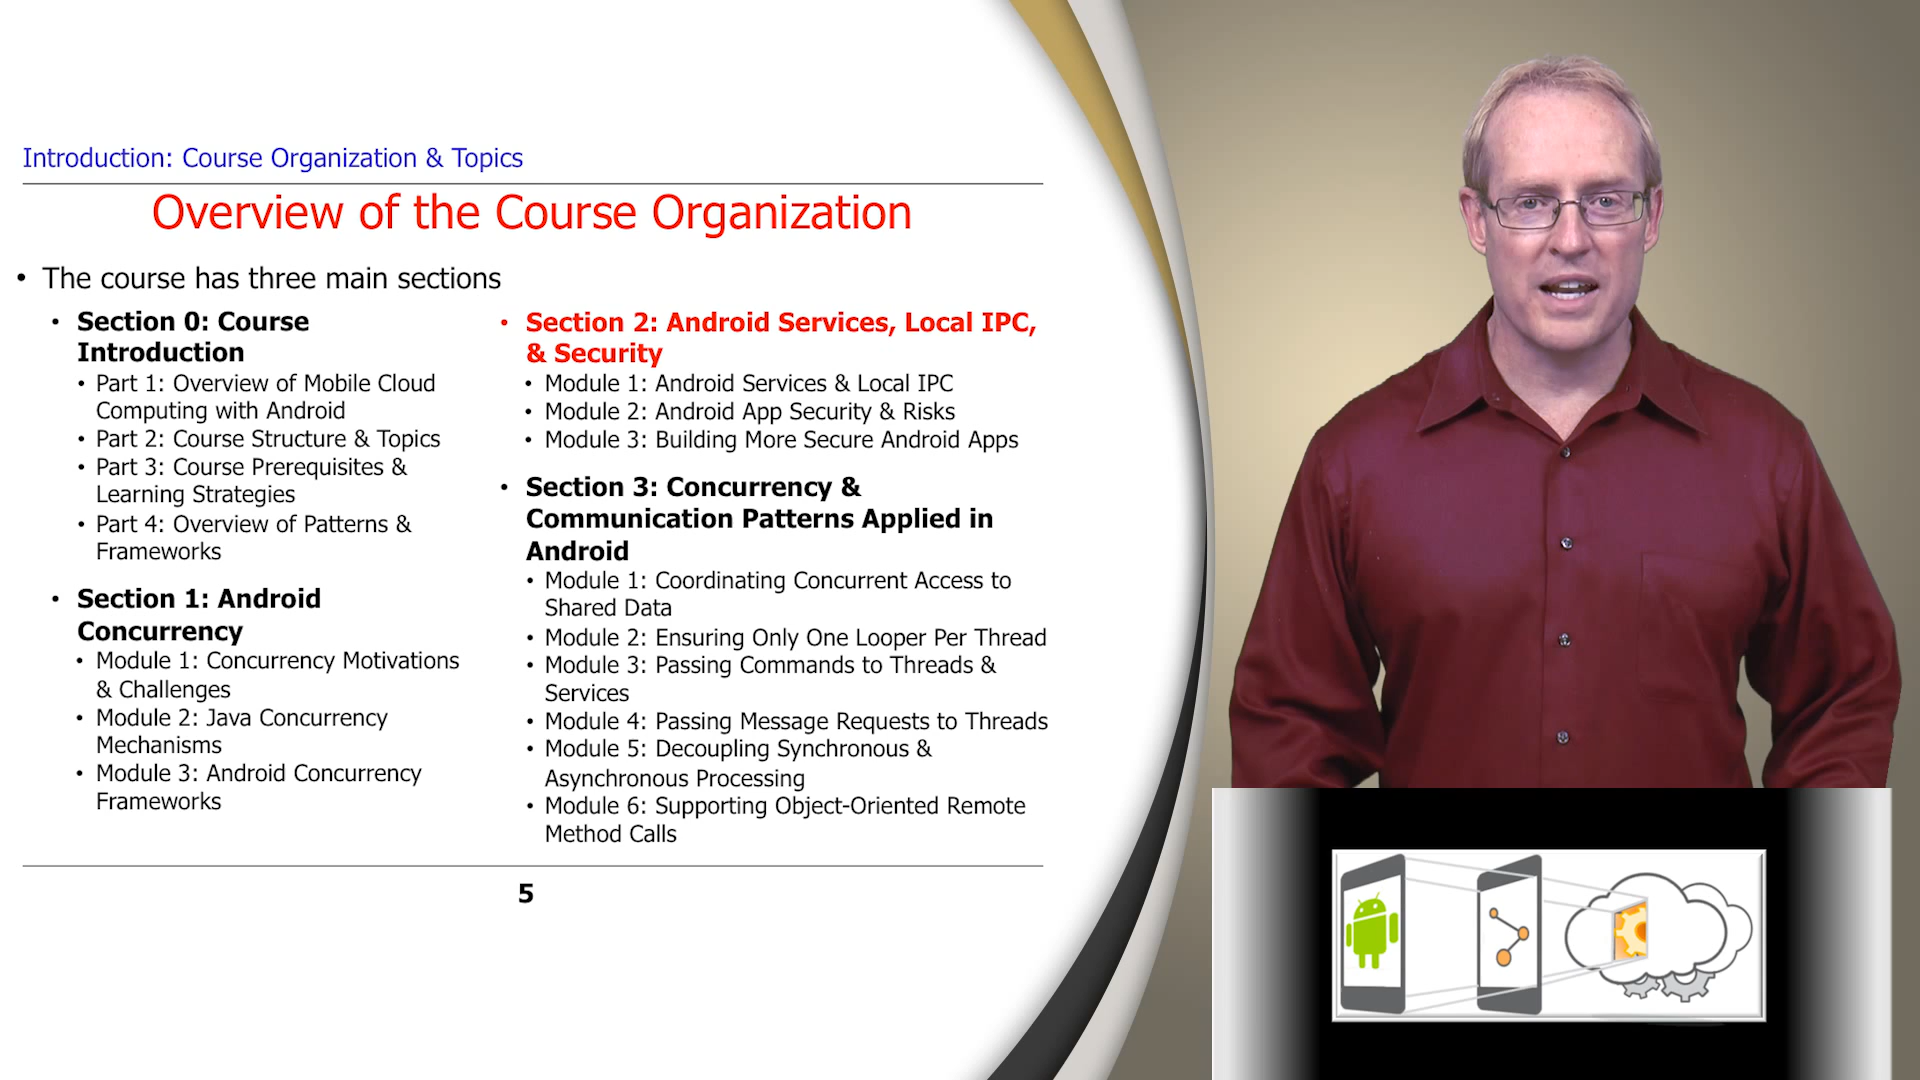 Introduction: Course Organization & Topics
Overview of the Course Organization
• The course has three main sections
• Section 0: Course
Introduction
• Part 1: Overview of Mobile Cloud
Computing with Android
• Part 2: Course Structure & Topics
• Part 3: Course Prerequisites &
Learning Strategies
• Part 4: Overview of Patterns &
Frameworks
• Section 1: Android
Concurrency
• Module 1: Concurrency Motivations
& Challenges
• Module 2: Java Concurrency
Mechanisms
• Module 3: Android Concurrency
Frameworks
• Section 2: Android Services, Local IPC,
& Security
• Module 1: Android Services & Local IPC
• Module 2: Android App Security & Risks
• Module 3: Building More Secure Android Apps
• Section 3: Concurrency &
Communication Patterns Applied in
Android
• Module 1: Coordinating Concurrent Access to
Shared Data
• Module 2: Ensuring Only One Looper Per Thread
• Module 3: Passing Commands to Threads &
Services
• Module 4: Passing Message Requests to Threads
• Module 5: Decoupling Synchronous &
Asynchronous Processing
• Module 6: Supporting Object-Oriented Remote
Method Calls
5